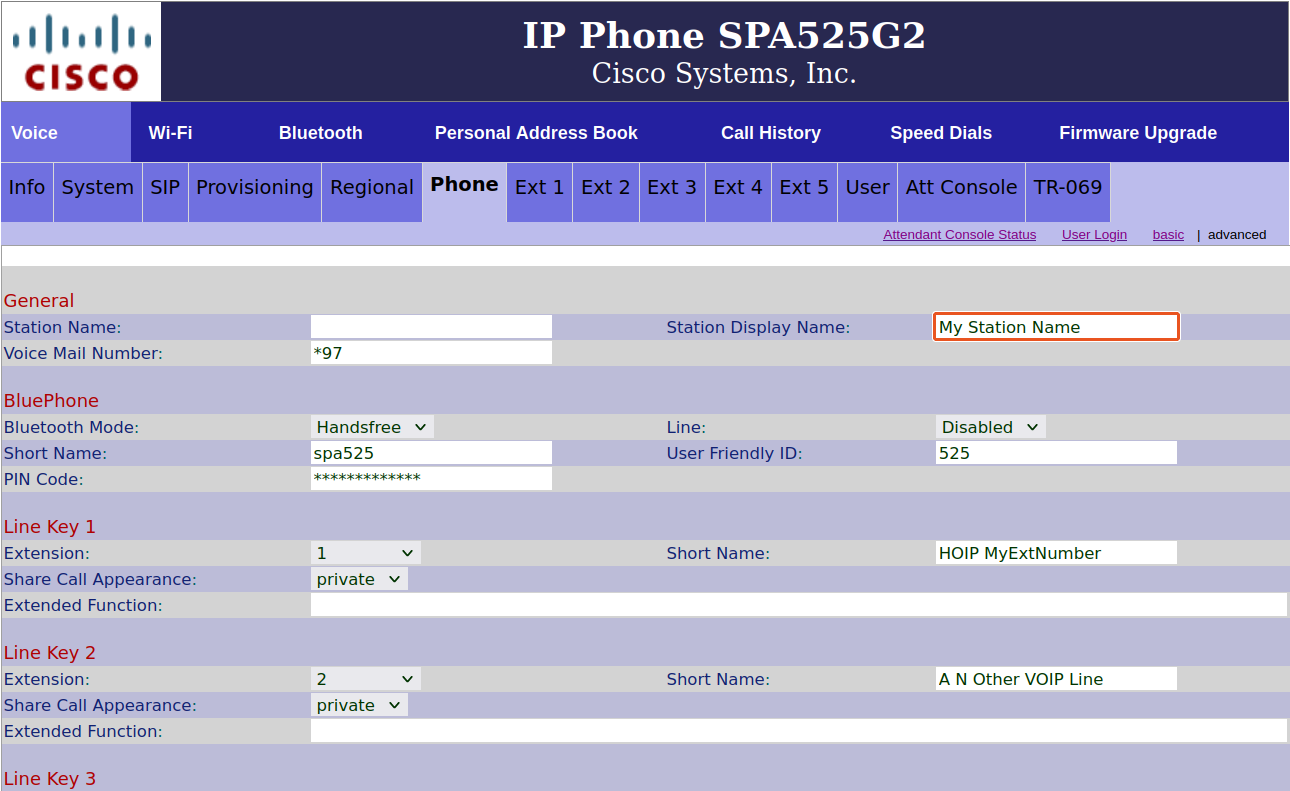 CISCO
IP Phone SPA525G2
Cisco Systems, Inc.
Voice Wi-Fi Bluetooth Personal Address Book Call History Speed Dials Firmware Upgrade
Info System SIP Provisioning Regional Phone Ext 1 Ext 2 Ext 3 Ext 4 Ext 5 User Att Console TR-069
Attendant Console Status User Login basic | advanced
General
Station Name: Station Display Name: My Station Name
Voice Mail Number: *97
BluePhone
Bluetooth Mode: Handsfree Line: Disabled
Short Name: spa525 User Friendly ID: 525
PIN Code: *************
Line Key 1
Extension: 1 Short Name: HOIP MyExtNumber
Share Call Appearance: private
Extended Function:
Line Key 2
Extension: 2 Short Name: A N Other VOIP Line
Share Call Appearance: private
Extended Function:
Line Key 3